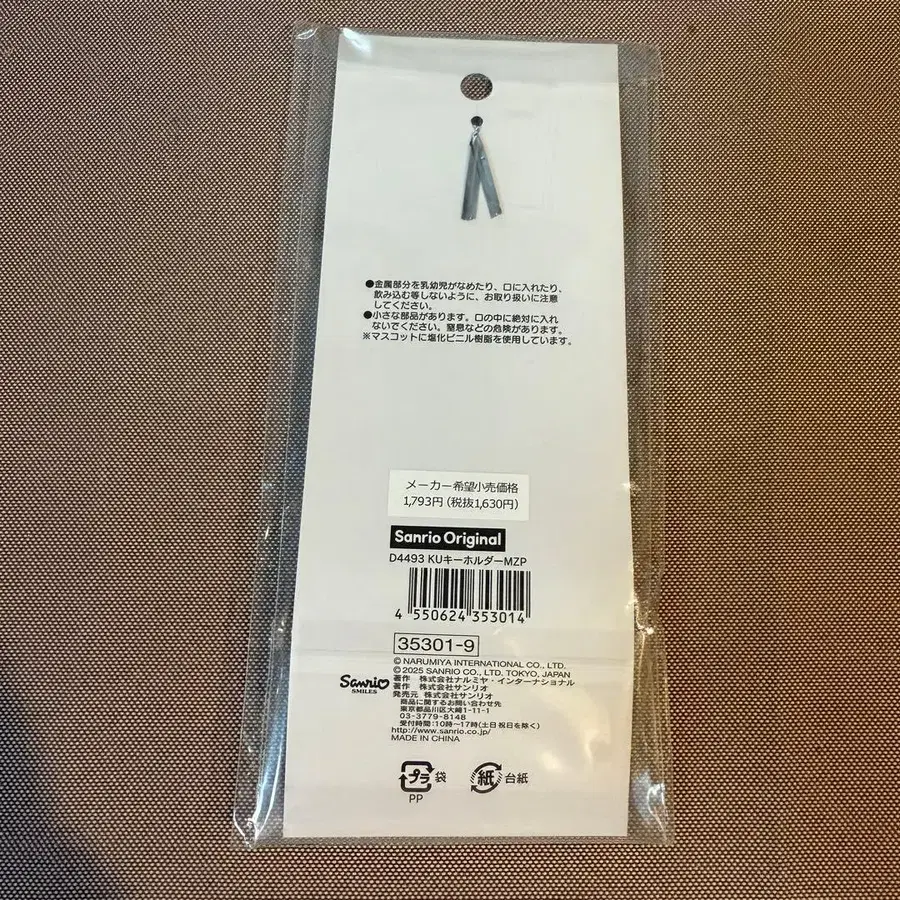 ●金属部分を乳幼児がなめたり、口に入れたり、
飲み込む等しないように、お取り扱いに注意
してください。
●小さな部品があります。口の中に絶対に入れ
ないでください。窒息などの危険があります。
※マスコットに塩化ビニル樹脂を使用しています。
メーカー希望小売価格
1,793円(税抜1,630円)
Sanrio Original
D4493 KUキーホルダーMZP
4 550624 353014
35301-9
© NARUMIYA INTERNATIONAL CO., LTD.
© 2025 SANRIO CO., LTD. TOKYO, JAPAN
著作 株式会社ナルミヤ・インターナショナル
著作 株式会社サンリオ
発売元 株式会社サンリオ
Sanrio
SMILES
商品に関するお問い合わせ先
東京都品川区大崎1-11-1
03-3779-8148
受付時間:10時～17時(土日祝日を除く)
http://www.sanrio.co.jp/
MADE IN CHINA
プラ 袋
PP
紙 台紙